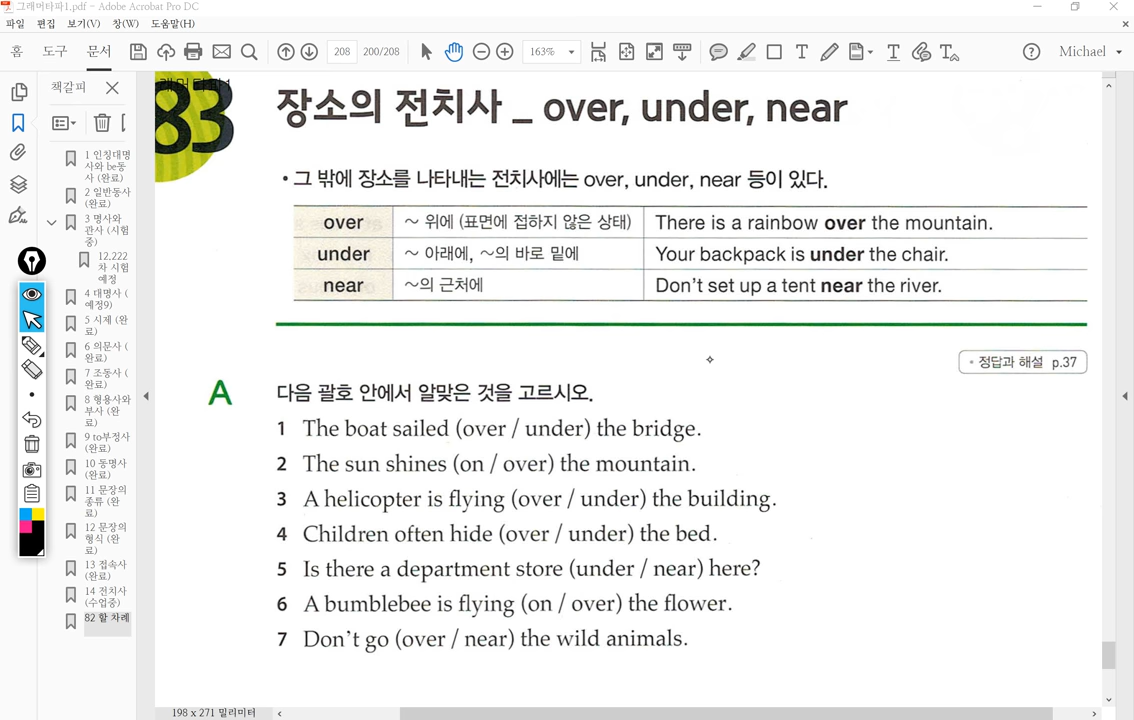 그래머타파1.pdf - Adobe Acrobat Pro DC
파일 편집 보기(V) 창(W) 도움말(H)
홈 도구 문서 208 200/208 163% Michael
책갈피
1 인칭대명
사와 be동
사 (완료)
2 일반동사
(완료)
3 명사와
관사 (시험
중)
12,222
차 시험
예정
4 대명사 (
예정9)
5 시제 (완
료)
6 의문사 (
완료)
7 조동사 (
완료)
8 형용사와
부사 (완
료)
9 to부정사
(완료)
10 동명사
(완료)
11 문장의
종류 (완
료)
12 문장의
형식 (완
료)
13 접속사
(완료)
14 전치사
(수업중)
82 할 차례
래머타파1
83
장소의 전치사 _ over, under, near
• 그 밖에 장소를 나타내는 전치사에는 over, under, near 등이 있다.
over ~ 위에 (표면에 접하지 않은 상태) There is a rainbow over the mountain.
under ~ 아래에, ~의 바로 밑에 Your backpack is under the chair.
near ~의 근처에 Don't set up a tent near the river.
• 정답과 해설 p.37
A 다음 괄호 안에서 알맞은 것을 고르시오.
1 The boat sailed (over / under) the bridge.
2 The sun shines (on / over) the mountain.
3 A helicopter is flying (over / under) the building.
4 Children often hide (over / under) the bed.
5 Is there a department store (under / near) here?
6 A bumblebee is flying (on / over) the flower.
7 Don't go (over / near) the wild animals.
198 x 271 밀리미터